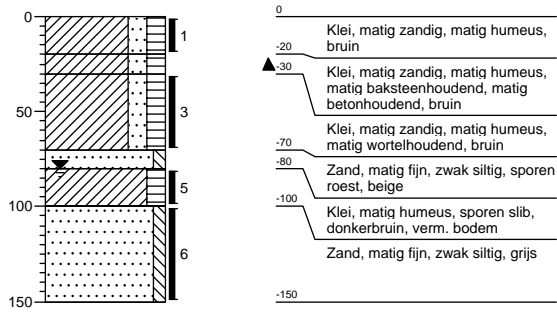 0
50
100
150
1
3
5
6
0
Klei, matig zandig, matig humeus,
bruin
-20
Klei, matig zandig, matig humeus,
matig baksteenhoudend, matig
betonhoudend, bruin
-30
Klei, matig zandig, matig humeus,
matig wortelhoudend, bruin
-70
Zand, matig fijn, zwak siltig, sporen
roest, beige
-80
Klei, matig humeus, sporen slib,
donkerbruin, verm. bodem
-100
Zand, matig fijn, zwak siltig, grijs
-150